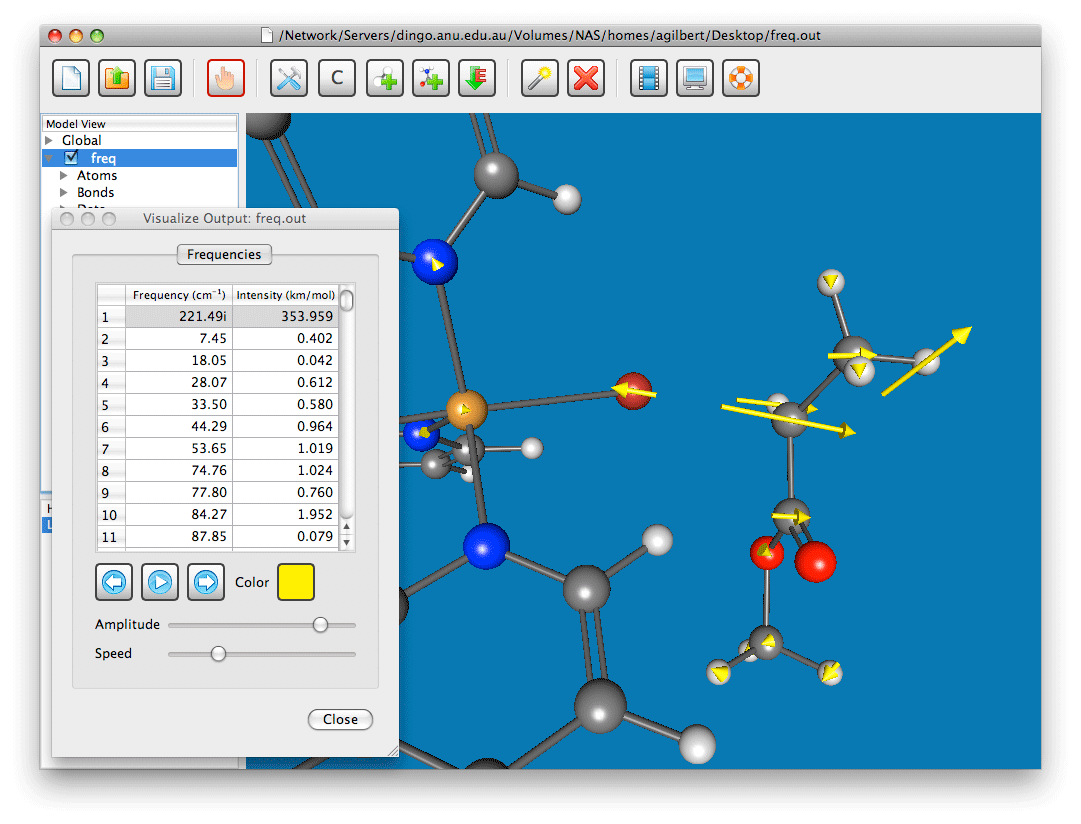 /Network/Servers/dingo.anu.edu.au/Volumes/NAS/homes/agilbert/Desktop/freq.out
C
Model View
Global
freq
Atoms
Bonds
Visualize Output: freq.out
Frequencies
Frequency (cm⁻¹) Intensity (km/mol)
1 221.49i 353.959
2 7.45 0.402
3 18.05 0.042
4 28.07 0.612
5 33.50 0.580
6 44.29 0.964
7 53.65 1.019
8 74.76 1.024
9 77.80 0.760
10 84.27 1.952
11 87.85 0.079
Color
Amplitude
Speed
Close